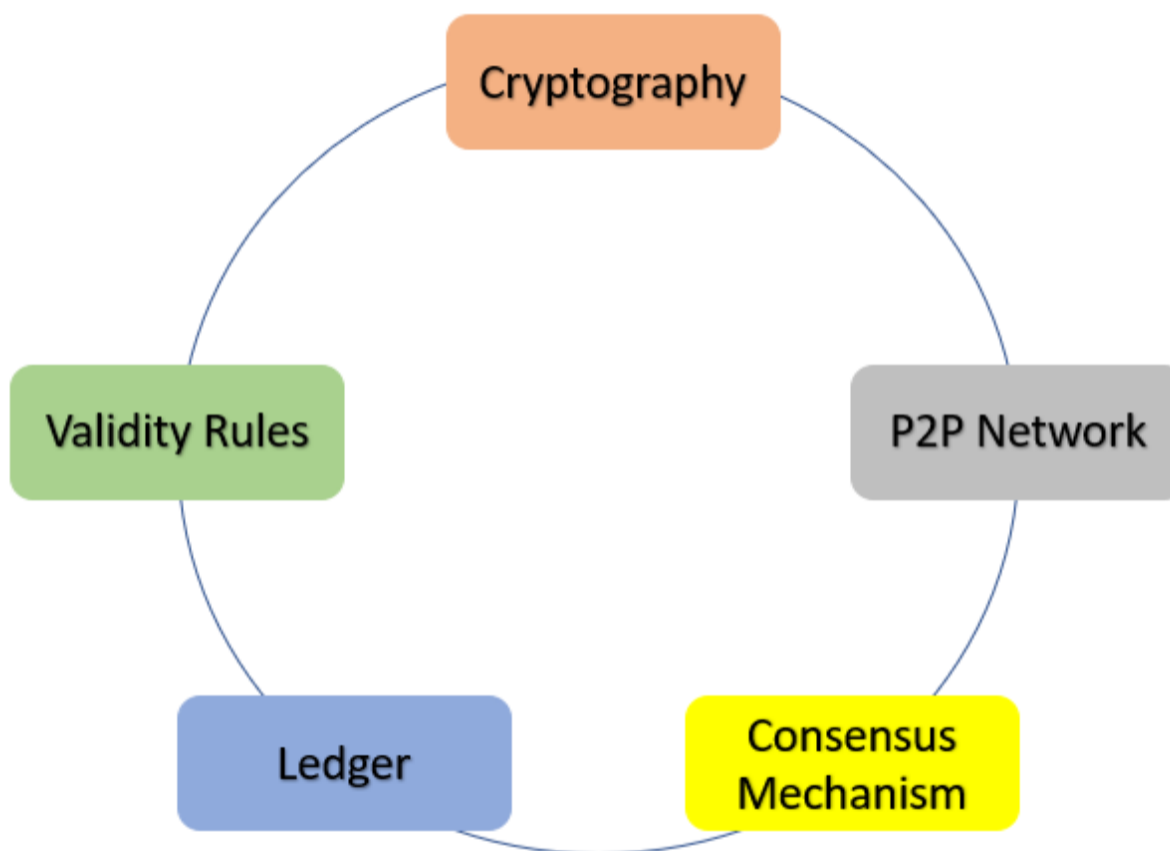 Cryptography
Validity Rules
P2P Network
Ledger
Consensus
Mechanism